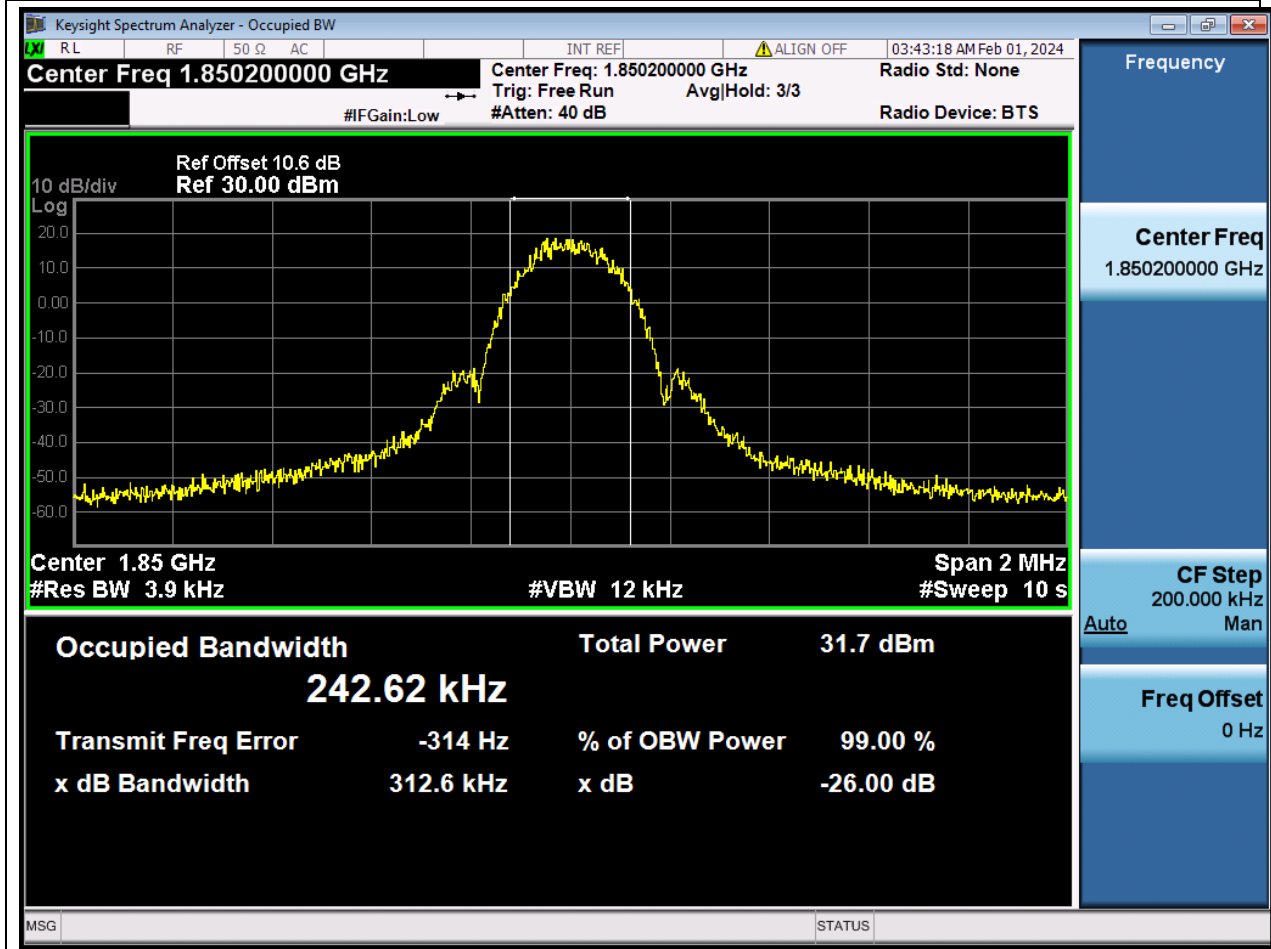 Keysight Spectrum Analyzer - Occupied BW
LXI RL RF 50 Ω AC INT REF ALIGN OFF 03:43:18 AM Feb 01, 2024
Center Freq 1.850200000 GHz
Center Freq: 1.850200000 GHz Radio Std: None
Trig: Free Run Avg|Hold: 3/3
#IFGain:Low #Atten: 40 dB Radio Device: BTS
Ref Offset 10.6 dB
10 dB/div Ref 30.00 dBm
Log
20.0
10.0
0.00
-10.0
-20.0
-30.0
-40.0
-50.0
-60.0
Center 1.85 GHz Span 2 MHz
#Res BW 3.9 kHz #VBW 12 kHz #Sweep 10 s
Occupied Bandwidth Total Power 31.7 dBm
242.62 kHz
Transmit Freq Error -314 Hz % of OBW Power 99.00 %
x dB Bandwidth 312.6 kHz x dB -26.00 dB
MSG STATUS
Frequency
Center Freq
1.850200000 GHz
CF Step
200.000 kHz
Auto Man
Freq Offset
0 Hz